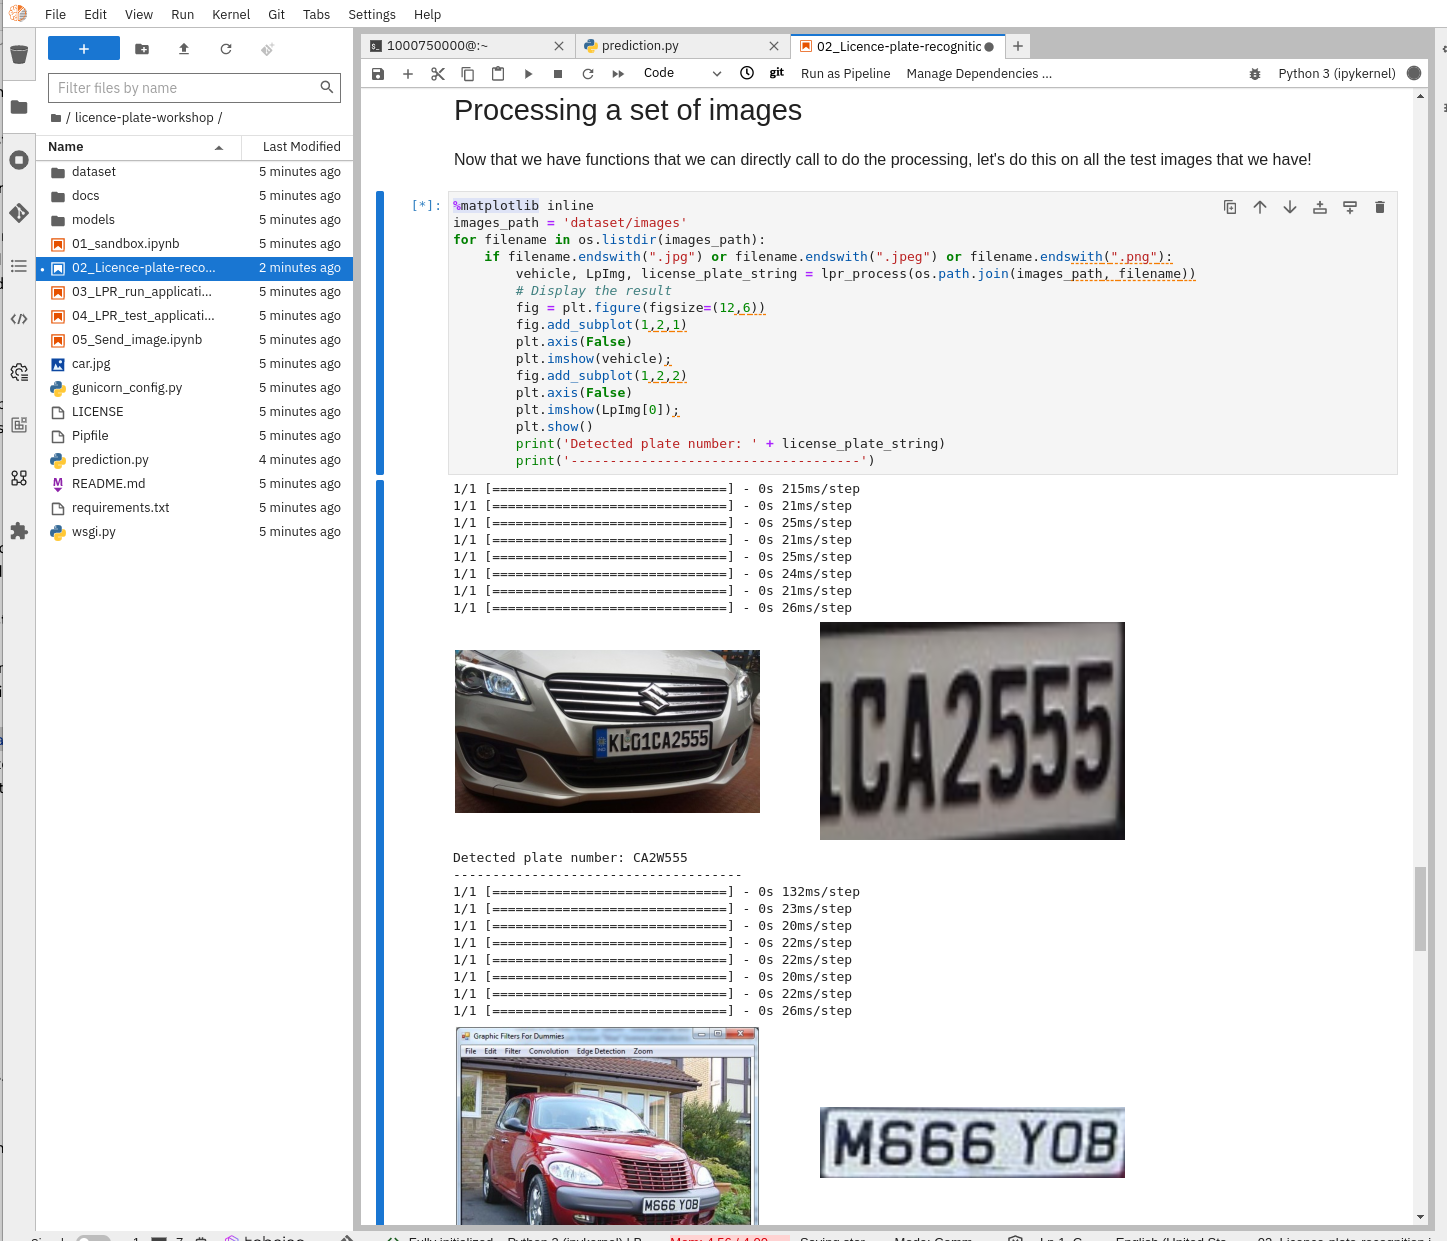 File Edit View Run Kernel Git Tabs Settings Help
+
Filter files by name
/ licence-plate-workshop /
Name Last Modified
dataset 5 minutes ago
docs 5 minutes ago
models 5 minutes ago
01_sandbox.ipynb 5 minutes ago
02_Licence-plate-reco... 2 minutes ago
03_LPR_run_applicati... 5 minutes ago
04_LPR_test_applicati... 5 minutes ago
05_Send_image.ipynb 5 minutes ago
car.jpg 5 minutes ago
gunicorn_config.py 5 minutes ago
LICENSE 5 minutes ago
Pipfile 5 minutes ago
prediction.py 4 minutes ago
README.md 5 minutes ago
requirements.txt 5 minutes ago
wsgi.py 5 minutes ago
1000750000@:~ prediction.py 02_Licence-plate-recognitic
Code git Run as Pipeline Manage Dependencies ... Python 3 (ipykernel)
Processing a set of images
Now that we have functions that we can directly call to do the processing, let's do this on all the test images that we have!
[*]: %matplotlib inline
images_path = 'dataset/images'
for filename in os.listdir(images_path):
if filename.endswith(".jpg") or filename.endswith(".jpeg") or filename.endswith(".png"):
vehicle, LpImg, license_plate_string = lpr_process(os.path.join(images_path, filename))
# Display the result
fig = plt.figure(figsize=(12,6))
fig.add_subplot(1,2,1)
plt.axis(False)
plt.imshow(vehicle);
fig.add_subplot(1,2,2)
plt.axis(False)
plt.imshow(LpImg[0]);
plt.show()
print('Detected plate number: ' + license_plate_string)
print('-------------------------------------')
1/1 [==============================] - 0s 215ms/step
1/1 [==============================] - 0s 21ms/step
1/1 [==============================] - 0s 25ms/step
1/1 [==============================] - 0s 21ms/step
1/1 [==============================] - 0s 25ms/step
1/1 [==============================] - 0s 24ms/step
1/1 [==============================] - 0s 21ms/step
1/1 [==============================] - 0s 26ms/step
KL01CA2555
1CA2555
Detected plate number: CA2W555
-------------------------------------
1/1 [==============================] - 0s 132ms/step
1/1 [==============================] - 0s 23ms/step
1/1 [==============================] - 0s 20ms/step
1/1 [==============================] - 0s 22ms/step
1/1 [==============================] - 0s 22ms/step
1/1 [==============================] - 0s 20ms/step
1/1 [==============================] - 0s 22ms/step
1/1 [==============================] - 0s 26ms/step
Graphic Filters For Dummies
File Edit Filter Convolution Edge Detection Zoom
M666 YOB
M666 YOB